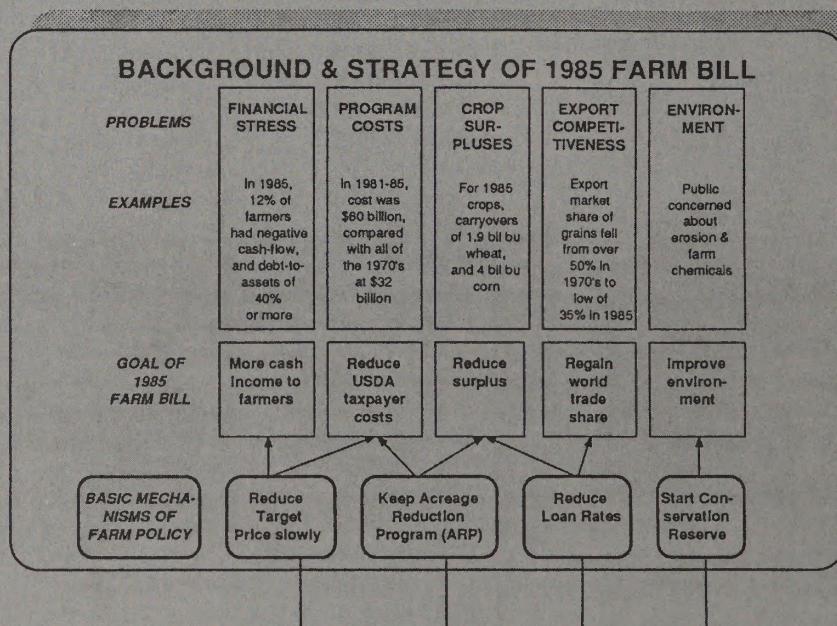 BACKGROUND & STRATEGY OF 1985 FARM BILL
PROBLEMS
FINANCIAL
STRESS
PROGRAM
COSTS
CROP
SUR-
PLUSES
EXPORT
COMPETI-
TIVENESS
ENVIRON-
MENT
EXAMPLES
In 1985,
12% of
farmers
had negative
cash-flow,
and debt-to-
assets of
40%
or more
In 1981-85,
cost was
$60 billion,
compared
with all of
the 1970's
at $32
billion
For 1985
crops,
carryovers
of 1.9 bil bu
wheat,
and 4 bil bu
corn
Export
market
share of
grains fell
from over
50% in
1970's to
low of
35% in 1985
Public
concerned
about
erosion &
farm
chemicals
GOAL OF
1985
FARM BILL
More cash
income to
farmers
Reduce
USDA
taxpayer
costs
Reduce
surplus
Regain
world
trade
share
Improve
environ-
ment
BASIC MECHA-
NISMS OF
FARM POLICY
Reduce
Target
Price slowly
Keep Acreage
Reduction
Program (ARP)
Reduce
Loan Rates
Start Con-
servation
Reserve